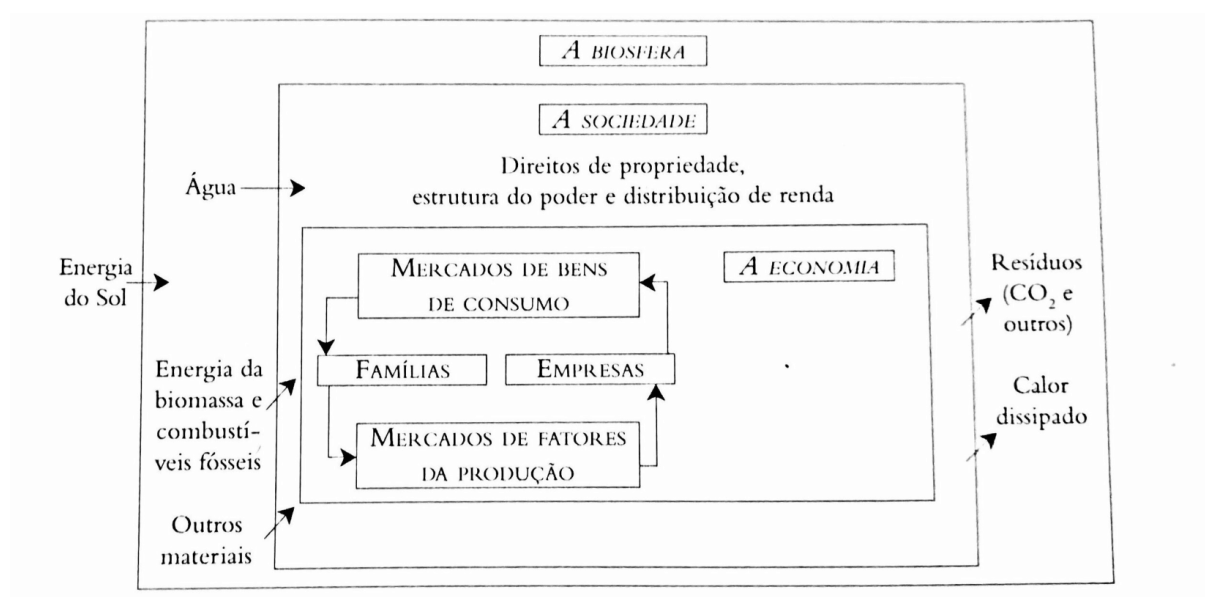 A BIOSFERA
A SOCIEDADE
Direitos de propriedade,
estrutura do poder e distribuição de renda
Água
Energia
do Sol
A ECONOMIA
MERCADOS DE BENS
DE CONSUMO
FAMÍLIAS
EMPRESAS
MERCADOS DE FATORES
DA PRODUÇÃO
Energia da
biomassa e
combustí-
veis fósseis
Outros
materiais
Resíduos
(CO₂ e
outros)
Calor
dissipado